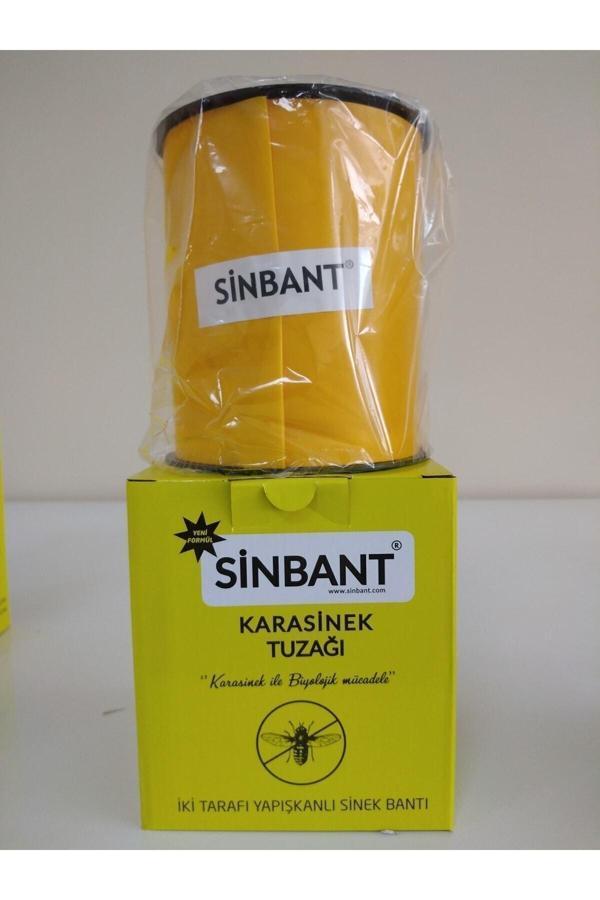 SİNBANT®
YENİ
FORMÜL
SİNBANT®
www.sinbant.com
KARASİNEK
TUZAĞI
‘‘Karasinek ile Biyolojik mücadele’’
İKİ TARAFI YAPIŞKANLI SİNEK BANTI